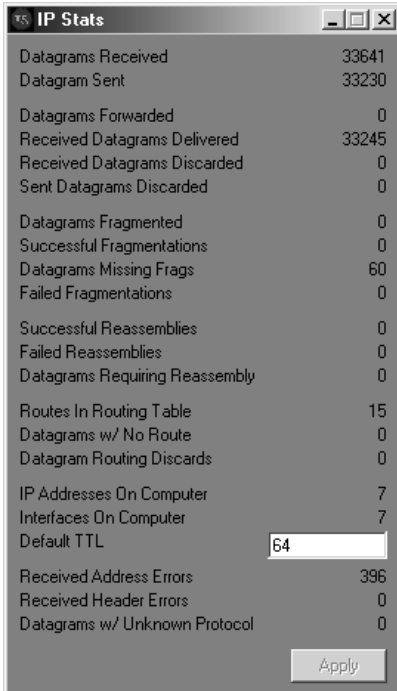 TS IP Stats
Datagrams Received 33641
Datagram Sent 33230
Datagrams Forwarded 0
Received Datagrams Delivered 33245
Received Datagrams Discarded 0
Sent Datagrams Discarded 0
Datagrams Fragmented 0
Successful Fragmentations 0
Datagrams Missing Frags 60
Failed Fragmentations 0
Successful Reassemblies 0
Failed Reassemblies 0
Datagrams Requiring Reassembly 0
Routes In Routing Table 15
Datagrams w/ No Route 0
Datagram Routing Discards 0
IP Addresses On Computer 7
Interfaces On Computer 7
Default TTL 64
Received Address Errors 396
Received Header Errors 0
Datagrams w/ Unknown Protocol 0
Apply